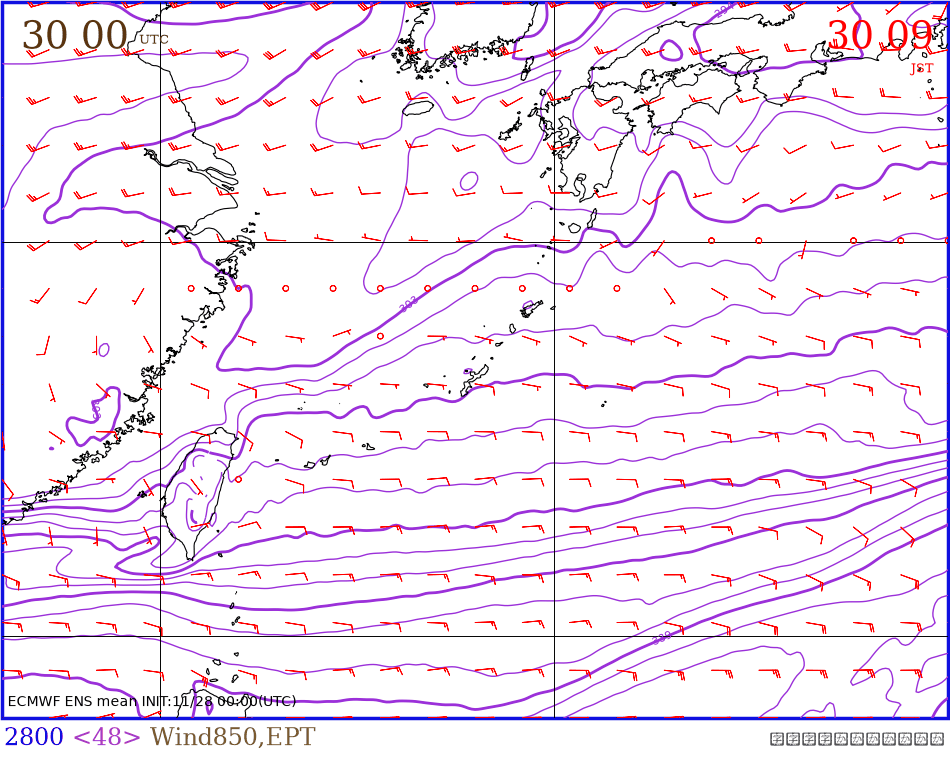 30 00 UTC
30 09 JST
ECMWF ENS mean INIT:11/28 00:00(UTC)
2800 <48> Wind850,EPT